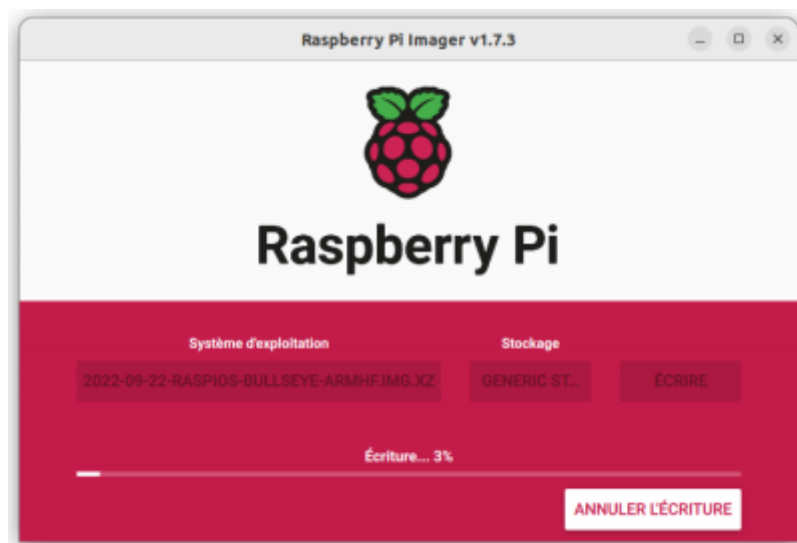 Raspberry Pi Imager v1.7.3
Raspberry Pi
Système d'exploitation Stockage
2022-09-22-RASPIOS-BULLSEYE-ARMHF.IMG.XZ GENERIC ST... ÉCRIRE
Écriture... 3%
ANNULER L'ÉCRITURE